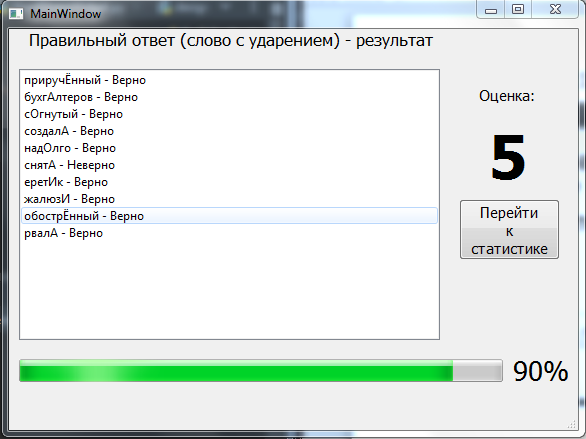 MainWindow
Правильный ответ (слово с ударением) - результат
приручЁнный - Верно
бухгАлтеров - Верно
сОгнутый - Верно
создалА - Верно
надОлго - Верно
снятА - Неверно
еретИк - Верно
жалюзИ - Верно
обострЁнный - Верно
рвалА - Верно
Оценка:
5
Перейти
к
статистике
90%